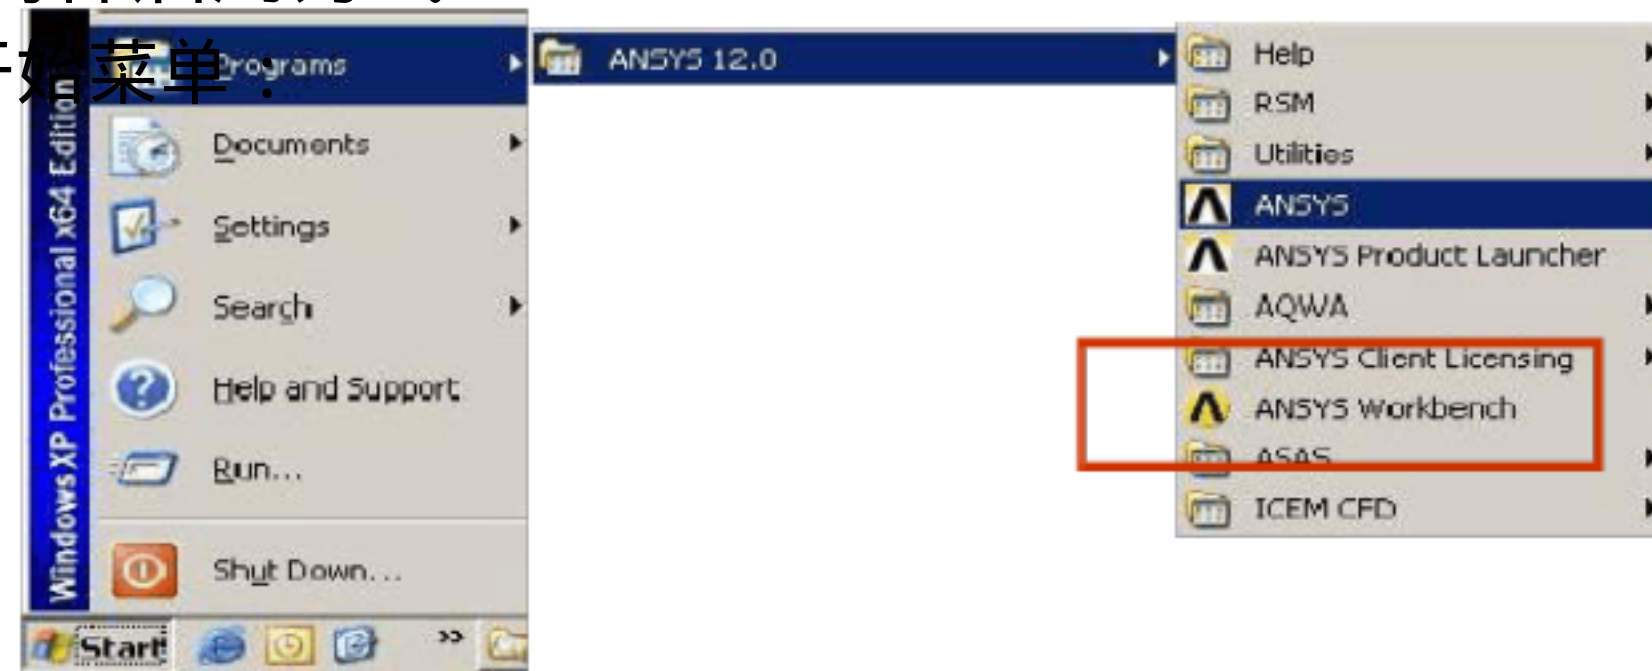 始菜单：
Programs
Documents
Settings
Search
Help and Support
Run...
Shut Down...
Windows XP Professional x64 Edition
Start
»
ANSYS 12.0
Help
RSM
Utilities
ANSYS
ANSYS Product Launcher
AQWA
ANSYS Client Licensing
ANSYS Workbench
ASAS
ICEM CFD